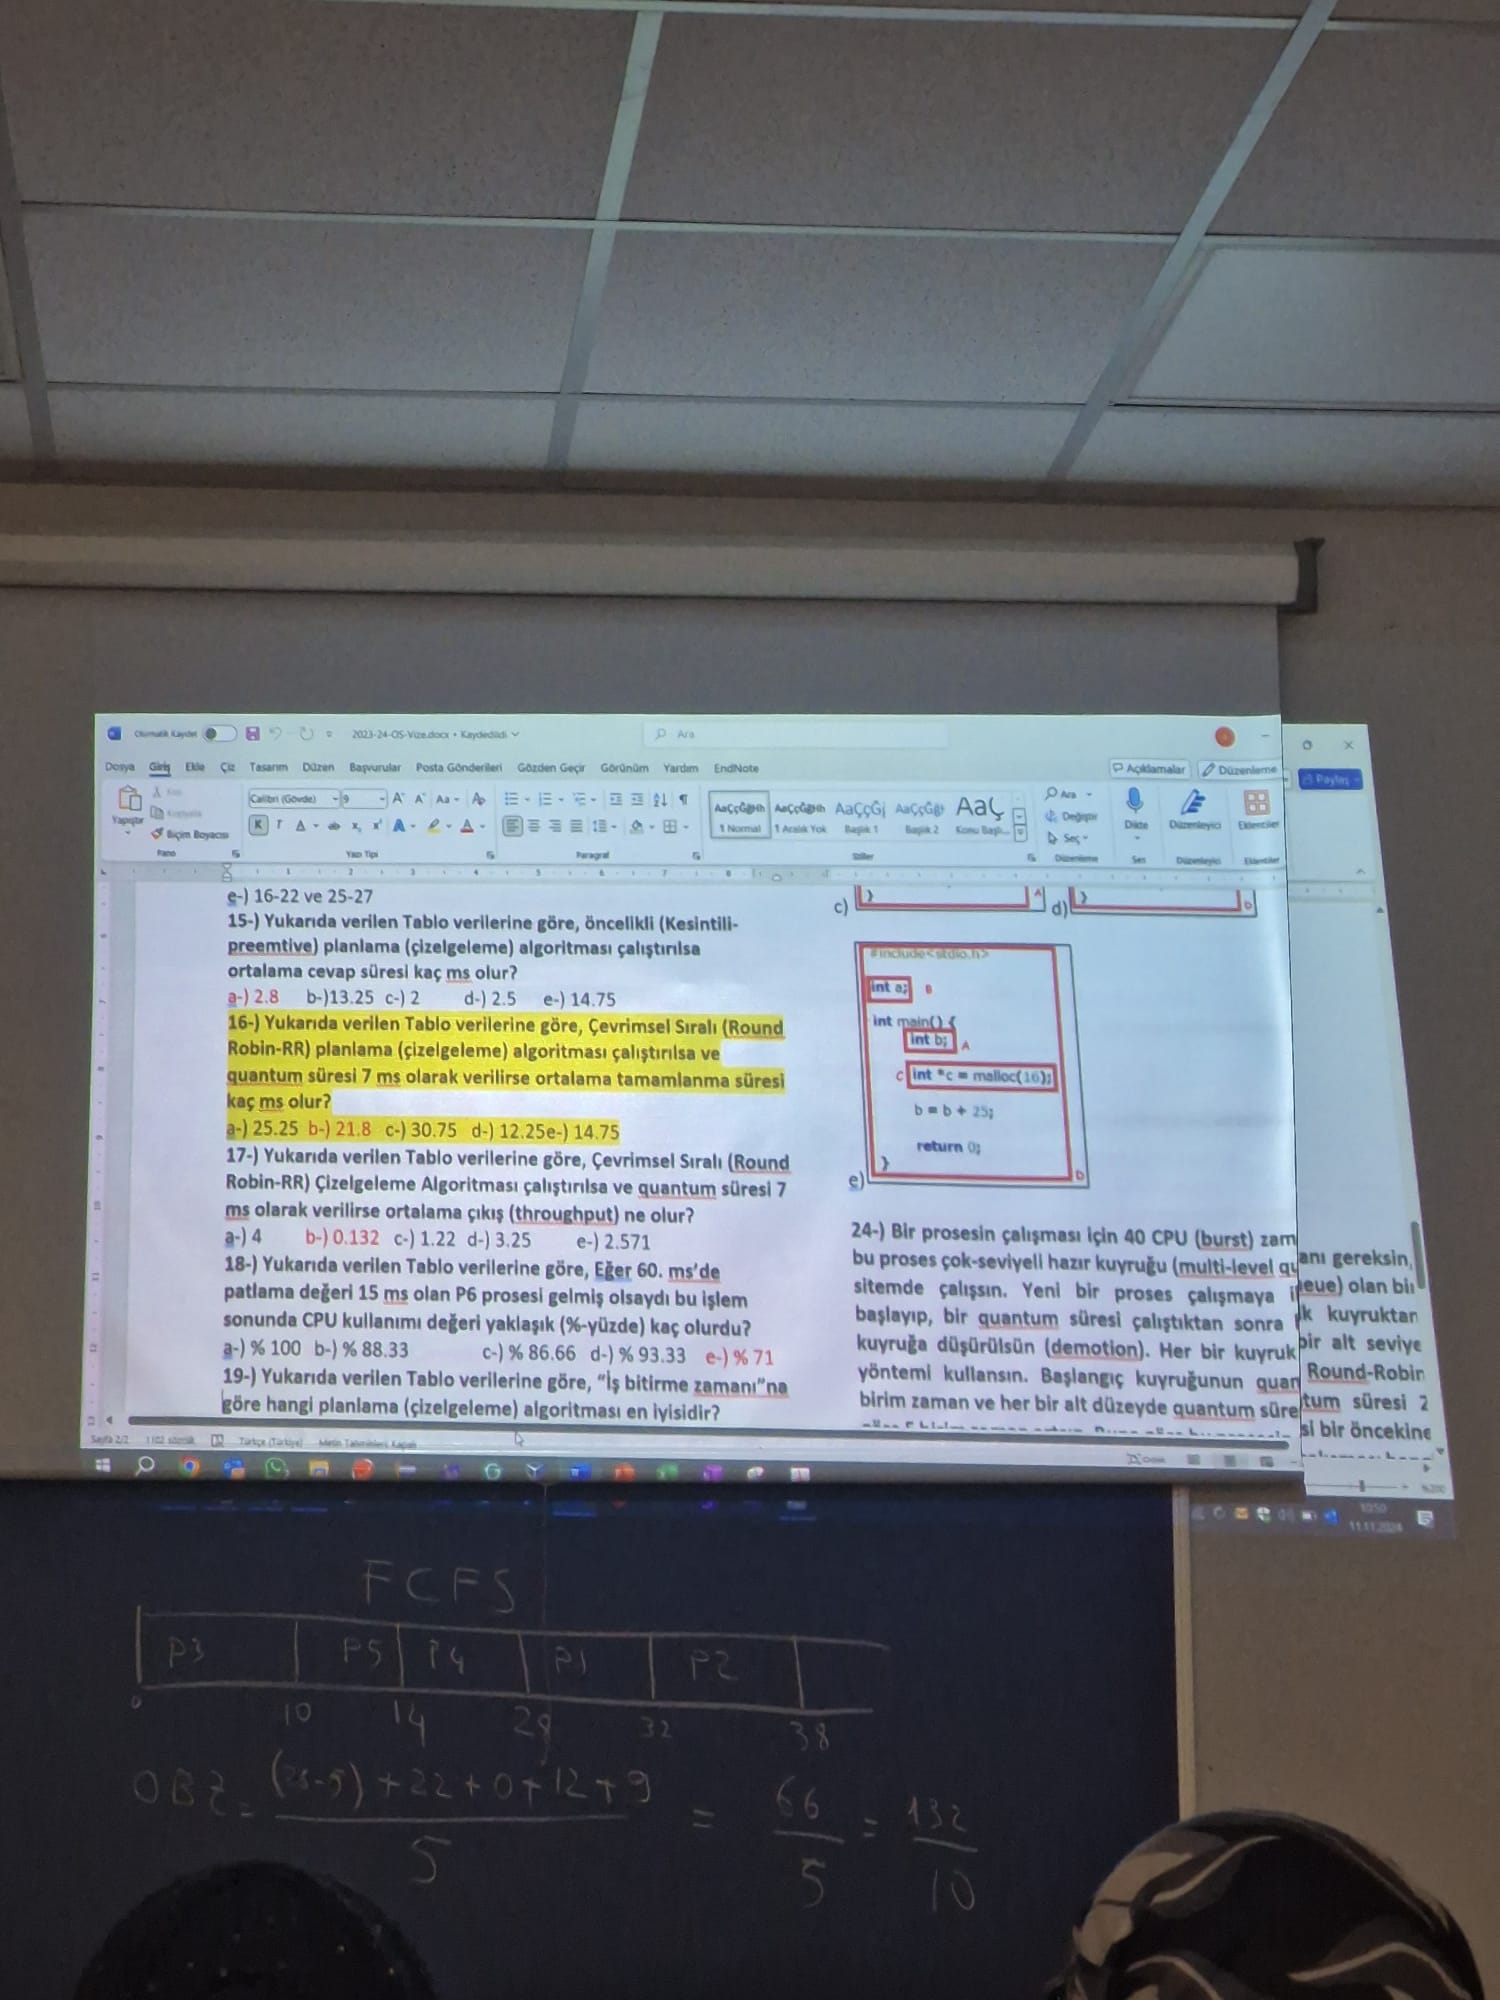 Otomatik Kaydet
2023-24-OS-Vize.docx • Kaydedildi
Ara
Dosya Giriş Ekle Çiz Tasarım Düzen Başvurular Posta Gönderileri Gözden Geçir Görünüm Yardım EndNote
Açıklamalar
Düzenleme
Paylaş
Yapıştır
Kes
Kopyala
Biçim Boyacısı
Calibri (Gövde) 9
AaÇçĞğHh AaÇçĞğHh AaÇçĞğ AaÇçĞğ AaÇ
1 Normal 1 Aralık Yok Başlık 1 Başlık 2 Konu Başlı...
Ara
Değiştir
Seç
Dikte
Düzenleyici
Eklentiler
Pano Yazı Tipi Paragraf Stiller Düzenleme Ses Düzenleyici Eklentiler
e-) 16-22 ve 25-27
15-) Yukarıda verilen Tablo verilerine göre, öncelikli (Kesintili-
preemtive) planlama (çizelgeleme) algoritması çalıştırılsa
ortalama cevap süresi kaç ms olur?
a-) 2.8 b-)13.25 c-) 2 d-) 2.5 e-) 14.75
16-) Yukarıda verilen Tablo verilerine göre, Çevrimsel Sıralı (Round
Robin-RR) planlama (çizelgeleme) algoritması çalıştırılsa ve
quantum süresi 7 ms olarak verilirse ortalama tamamlanma süresi
kaç ms olur?
a-) 25.25 b-) 21.8 c-) 30.75 d-) 12.25e-) 14.75
17-) Yukarıda verilen Tablo verilerine göre, Çevrimsel Sıralı (Round
Robin-RR) Çizelgeleme Algoritması çalıştırılsa ve quantum süresi 7
ms olarak verilirse ortalama çıkış (throughput) ne olur?
a-) 4 b-) 0.132 c-) 1.22 d-) 3.25 e-) 2.571
18-) Yukarıda verilen Tablo verilerine göre, Eğer 60. ms'de
patlama değeri 15 ms olan P6 prosesi gelmiş olsaydı bu işlem
sonunda CPU kullanımı değeri yaklaşık (%-yüzde) kaç olurdu?
a-) % 100 b-) % 88.33 c-) % 86.66 d-) % 93.33 e-) % 71
19-) Yukarıda verilen Tablo verilerine göre, "İş bitirme zamanı"na
göre hangi planlama (çizelgeleme) algoritması en iyisidir?
c) } A d) } D
#include<stdio.h>
int a; B
int main() {
int b; A
C int *c = malloc(16);
b = b + 25;
return 0;
}
e) D
24-) Bir prosesin çalışması için 40 CPU (burst) zamanı gereksin,
bu proses çok-seviyeli hazır kuyruğu (multi-level queue) olan bir
sitemde çalışsın. Yeni bir proses çalışmaya ilk kuyruktan
başlayıp, bir quantum süresi çalıştıktan sonra bir alt seviye
kuyruğa düşürülsün (demotion). Her bir kuyruk Round-Robin
yöntemi kullansın. Başlangıç kuyruğunun quantum süresi 2
birim zaman ve her bir alt düzeyde quantum süresi bir öncekine
Sayfa 2/2 1102 sözcük Türkçe (Türkiye) Metin Tahminleri: Kapalı
Odak
%200
10:50
11.11.2024
FCFS
P3 P5 P4 P1 P2
0 10 14 28 32 38
OBZ = (28-5)+22+0+12+9 / 5 = 66 / 5 = 132 / 10